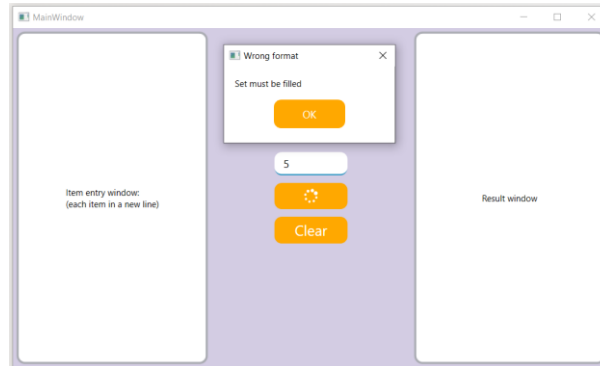 MainWindow
Wrong format
Set must be filled
OK
5
Clear
Item entry window:
(each item in a new line)
Result window